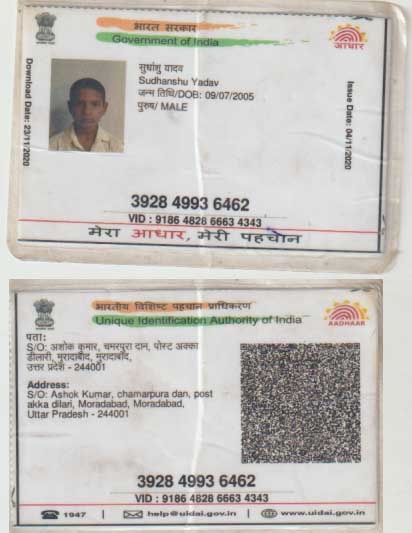 भारत सरकार
Government of India
आधार
Download Date: 23/11/2020
सुधांशु यादव
Sudhanshu Yadav
जन्म तिथि/DOB: 09/07/2005
पुरुष/ MALE
Issue Date: 04/11/2020
3928 4993 6462
VID : 9186 4828 6663 4343
मेरा आधार, मेरी पहचान
भारतीय विशिष्ट पहचान प्राधिकरण
Unique Identification Authority of India
AADHAAR
पता:
S/O: अशोक कुमार, चमरपुरा दान, पोस्ट अक्का
डीलारी, मुरादाबाद, मुरादाबाद,
उत्तर प्रदेश - 244001
Address:
S/O: Ashok Kumar, chamarpura dan, post
akka dilari, Moradabad, Moradabad,
Uttar Pradesh - 244001
3928 4993 6462
VID : 9186 4828 6663 4343
1947 | help@uidai.gov.in | www.uidai.gov.in